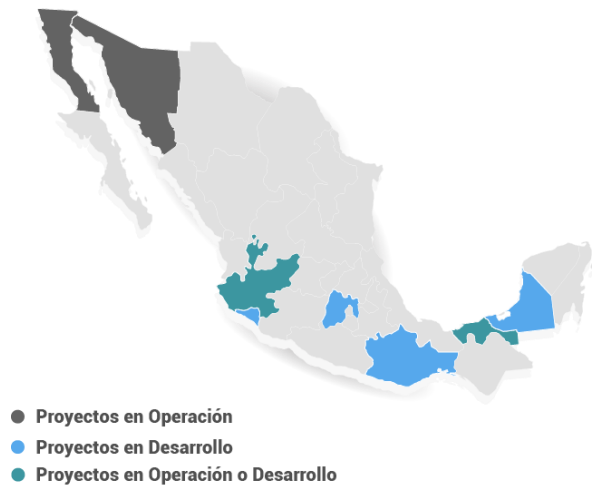 Proyectos en Operación
Proyectos en Desarrollo
Proyectos en Operación o Desarrollo